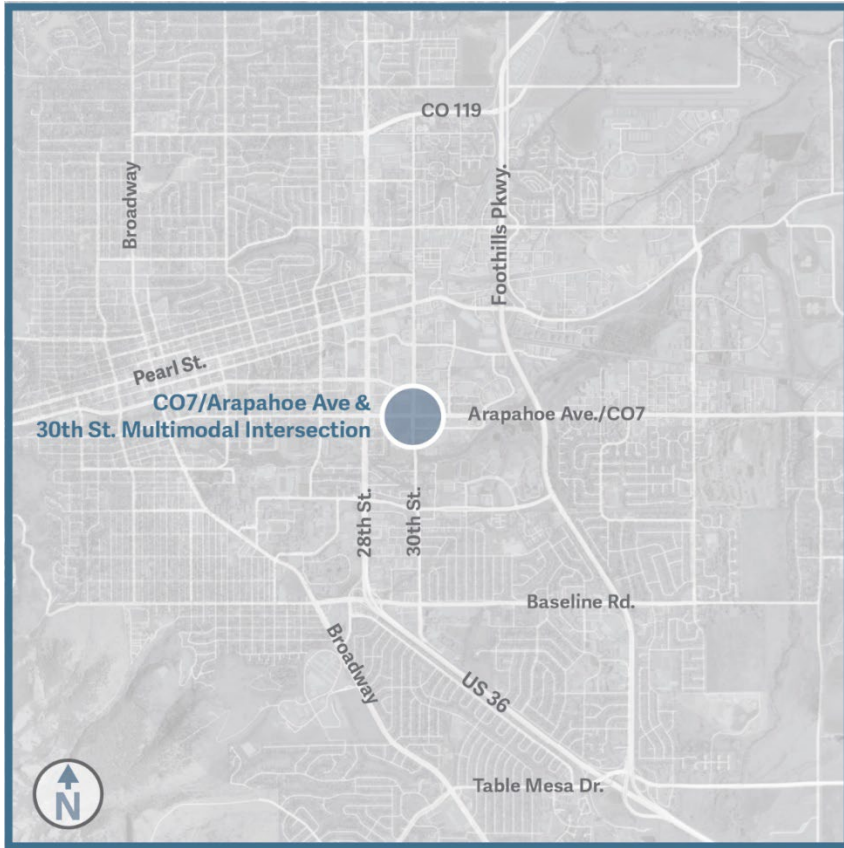 CO 119
Broadway
Foothills Pkwy.
Pearl St.
CO7/Arapahoe Ave &
30th St. Multimodal Intersection
Arapahoe Ave./CO7
28th St.
30th St.
Baseline Rd.
Broadway
US 36
Table Mesa Dr.
N